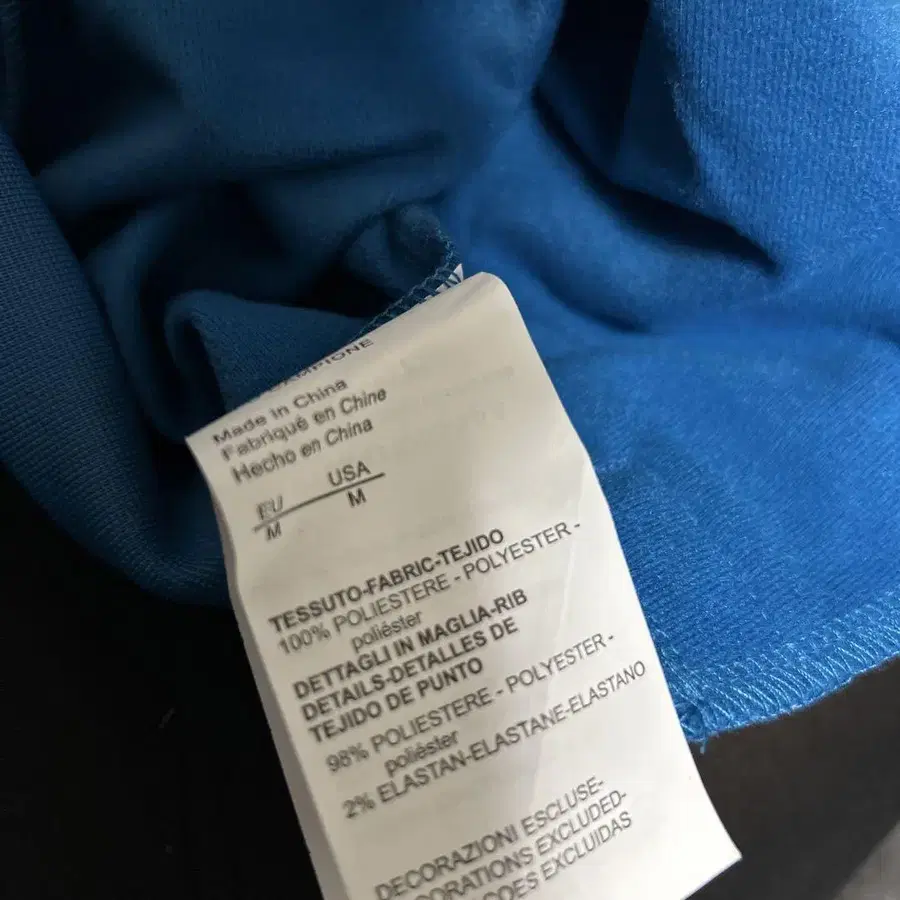 CAMPIONE
Made in China
Fabriqué en Chine
Hecho en China
EU USA
M M
TESSUTO-FABRIC-TEJIDO
100% POLIESTERE - POLYESTER -
poliéster
DETTAGLI IN MAGLIA-RIB
DETAILS-DETALLES DE
TEJIDO DE PUNTO
98% POLIESTERE - POLYESTER -
poliéster
2% ELASTAN-ELASTANE-ELASTANO
DECORAZIONI ESCLUSE-
DECORATIONS EXCLUDED-
EXCLUIDAS